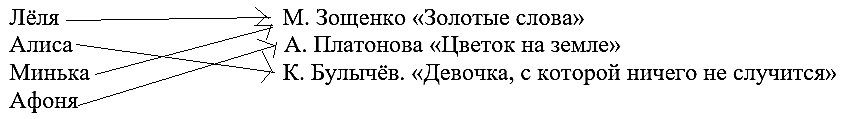 Лёля М. Зощенко «Золотые слова»
Алиса А. Платонова «Цветок на земле»
Минька К. Булычёв. «Девочка, с которой ничего не случится»
Афоня